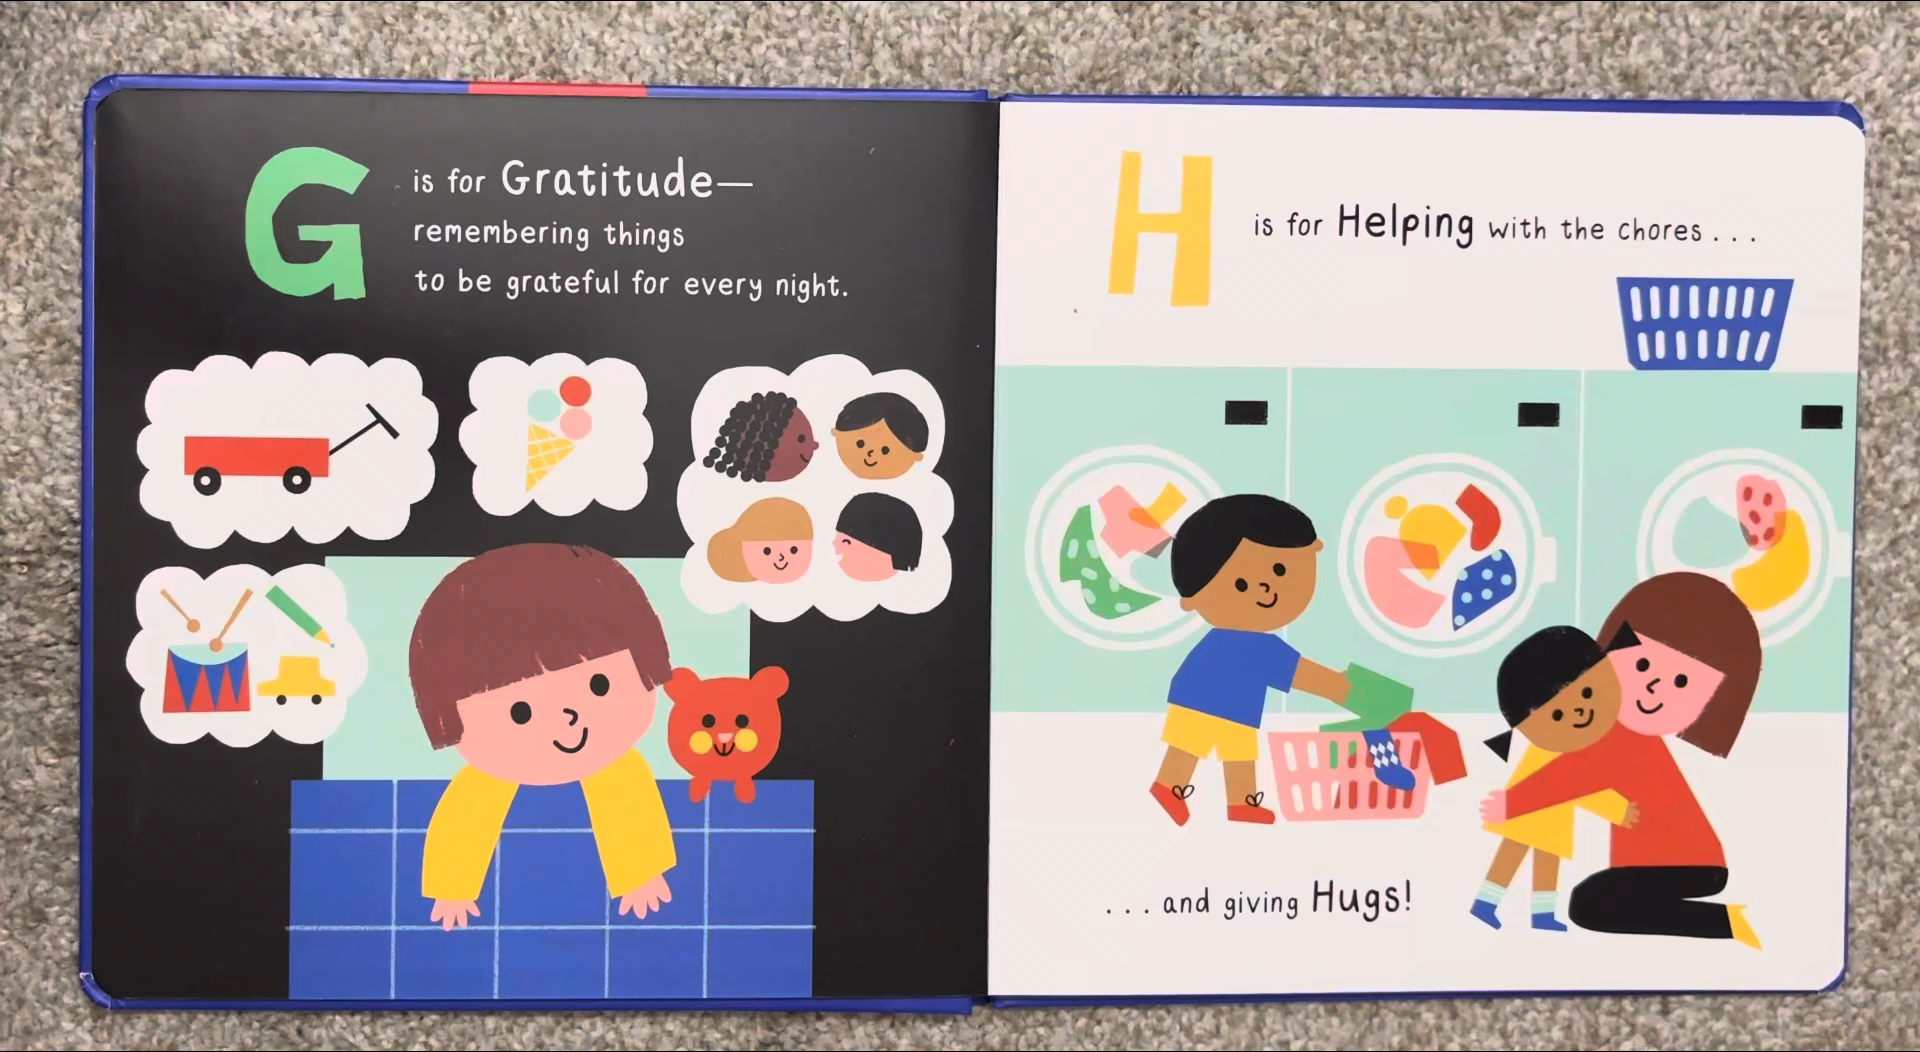 G is for Gratitude—
remembering things
to be grateful for every night.
H is for Helping with the chores . . .
. . . and giving Hugs!